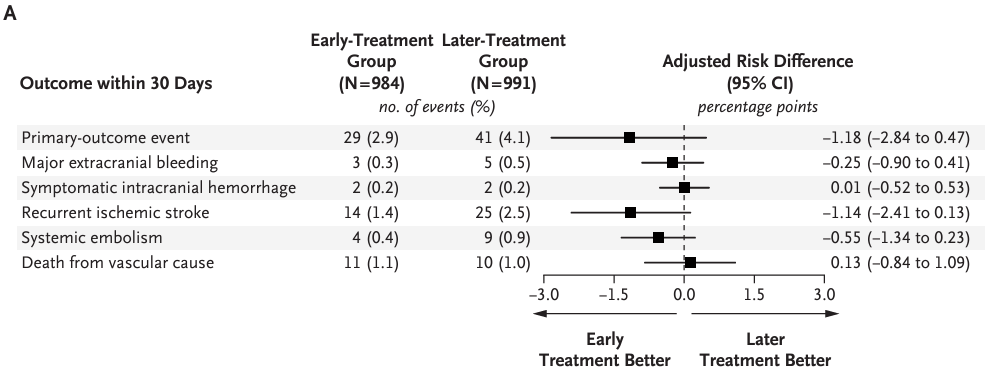 A
Early-Treatment Later-Treatment
Group Group Adjusted Risk Difference
Outcome within 30 Days (N=984) (N=991) (95% CI)
no. of events (%) percentage points
Primary-outcome event 29 (2.9) 41 (4.1) –1.18 (–2.84 to 0.47)
Major extracranial bleeding 3 (0.3) 5 (0.5) –0.25 (–0.90 to 0.41)
Symptomatic intracranial hemorrhage 2 (0.2) 2 (0.2) 0.01 (–0.52 to 0.53)
Recurrent ischemic stroke 14 (1.4) 25 (2.5) –1.14 (–2.41 to 0.13)
Systemic embolism 4 (0.4) 9 (0.9) –0.55 (–1.34 to 0.23)
Death from vascular cause 11 (1.1) 10 (1.0) 0.13 (–0.84 to 1.09)
–3.0 –1.5 0.0 1.5 3.0
Early Later
Treatment Better Treatment Better